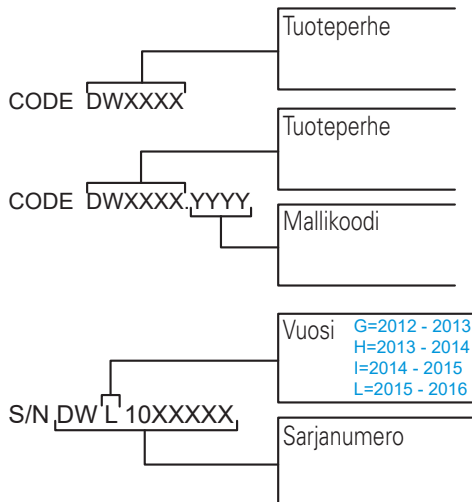 Tuoteperhe
CODE DWXXXX
Tuoteperhe
CODE DWXXXX.YYYY
Mallikoodi
Vuosi
G=2012 - 2013
H=2013 - 2014
I=2014 - 2015
L=2015 - 2016
S/N DW L 10XXXXX
Sarjanumero